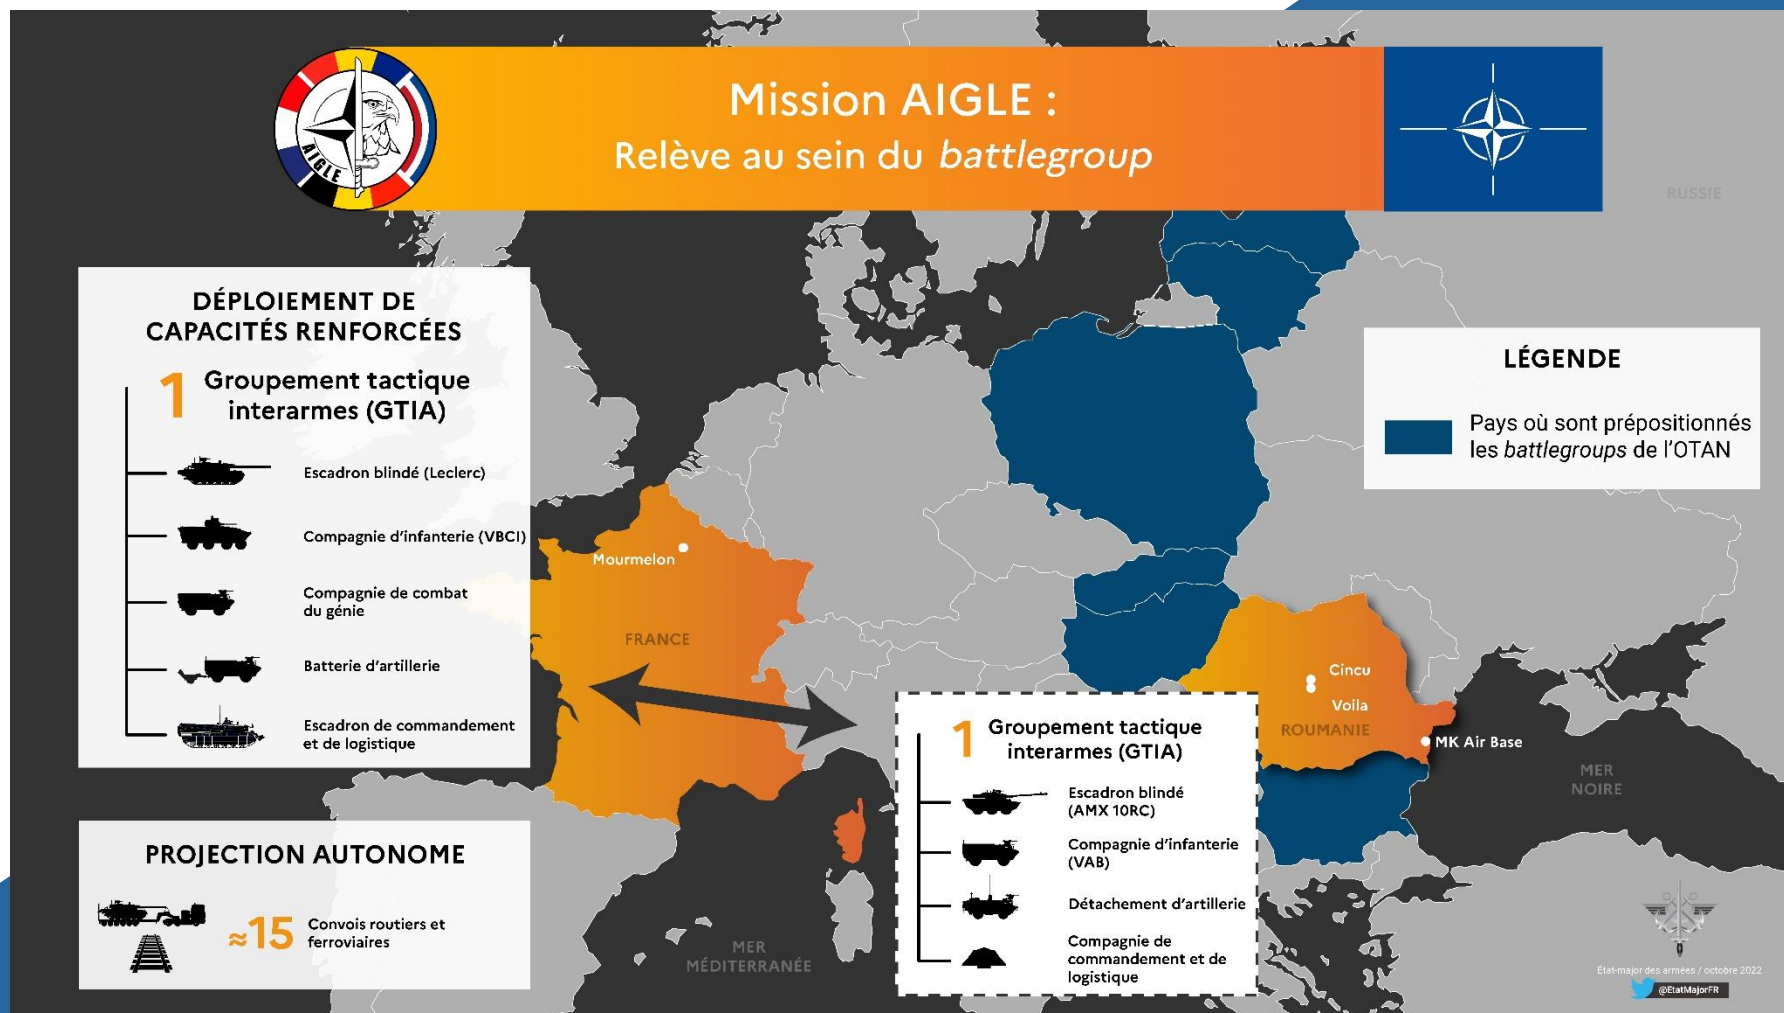 AIGLE
Mission AIGLE :
Relève au sein du battlegroup
RUSSIE
DÉPLOIEMENT DE
CAPACITÉS RENFORCÉES
1
Groupement tactique
interarmes (GTIA)
Escadron blindé (Leclerc)
Compagnie d'infanterie (VBCI)
Compagnie de combat
du génie
Batterie d'artillerie
Escadron de commandement
et de logistique
LÉGENDE
Pays où sont prépositionnés
les battlegroups de l'OTAN
Mourmelon
FRANCE
Cincu
Voila
ROUMANIE
MK Air Base
MER
NOIRE
1
Groupement tactique
interarmes (GTIA)
Escadron blindé
(AMX 10RC)
Compagnie d'infanterie
(VAB)
Détachement d'artillerie
Compagnie de
commandement et de
logistique
PROJECTION AUTONOME
≈15
Convois routiers et
ferroviaires
MER
MÉDITERRANÉE
État-major des armées / octobre 2022
@EtatMajorFR